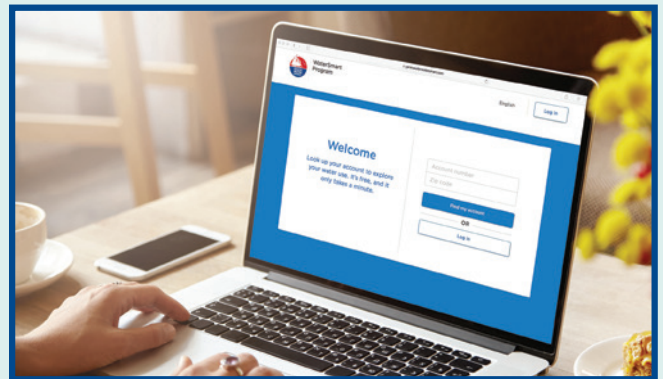 WaterSmart
Program
English
Log in
Welcome
Look up your account to explore
your water use. It's free, and it
only takes a minute.
Account number
Zip code
Find my account
OR
Log in